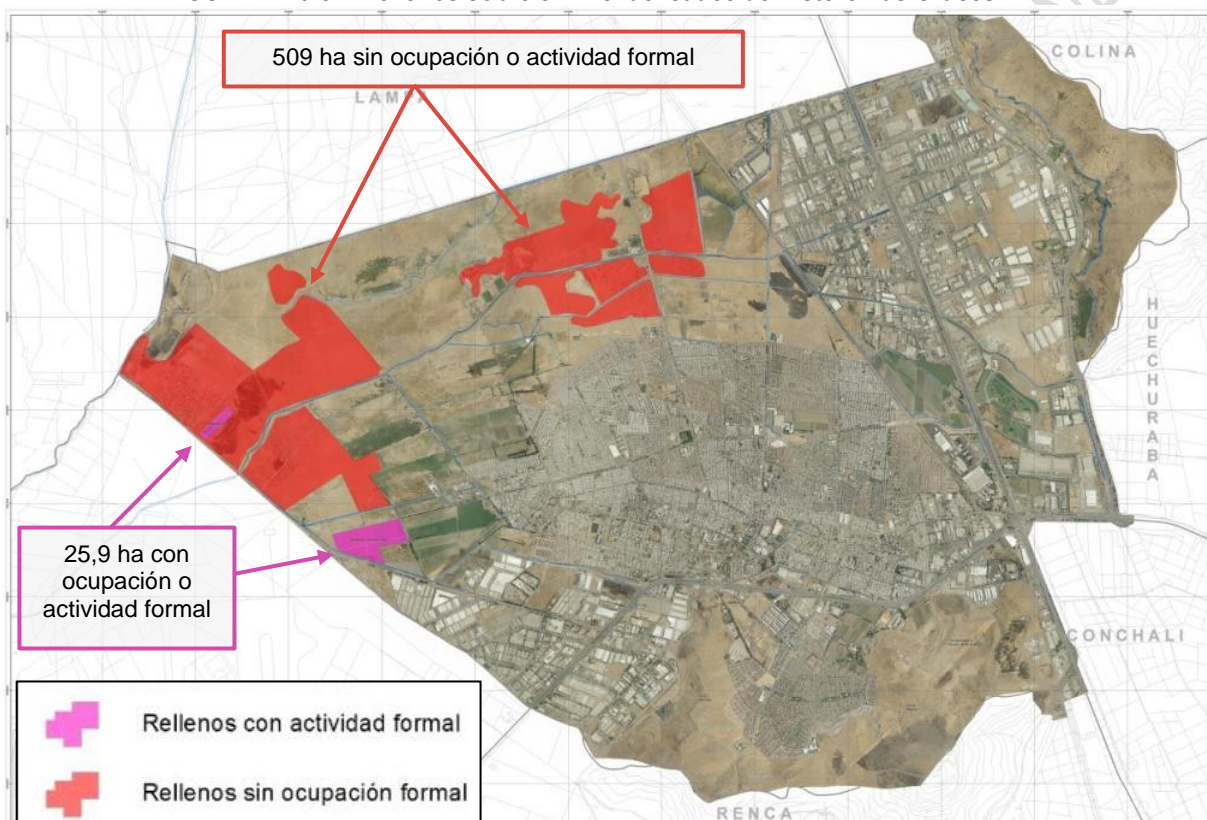 509 ha sin ocupación o actividad formal
COLINA
LAMPA
HUECHURABA
25,9 ha con
ocupación o
actividad formal
CONCHALI
Rellenos con actividad formal
Rellenos sin ocupación formal
RENCA